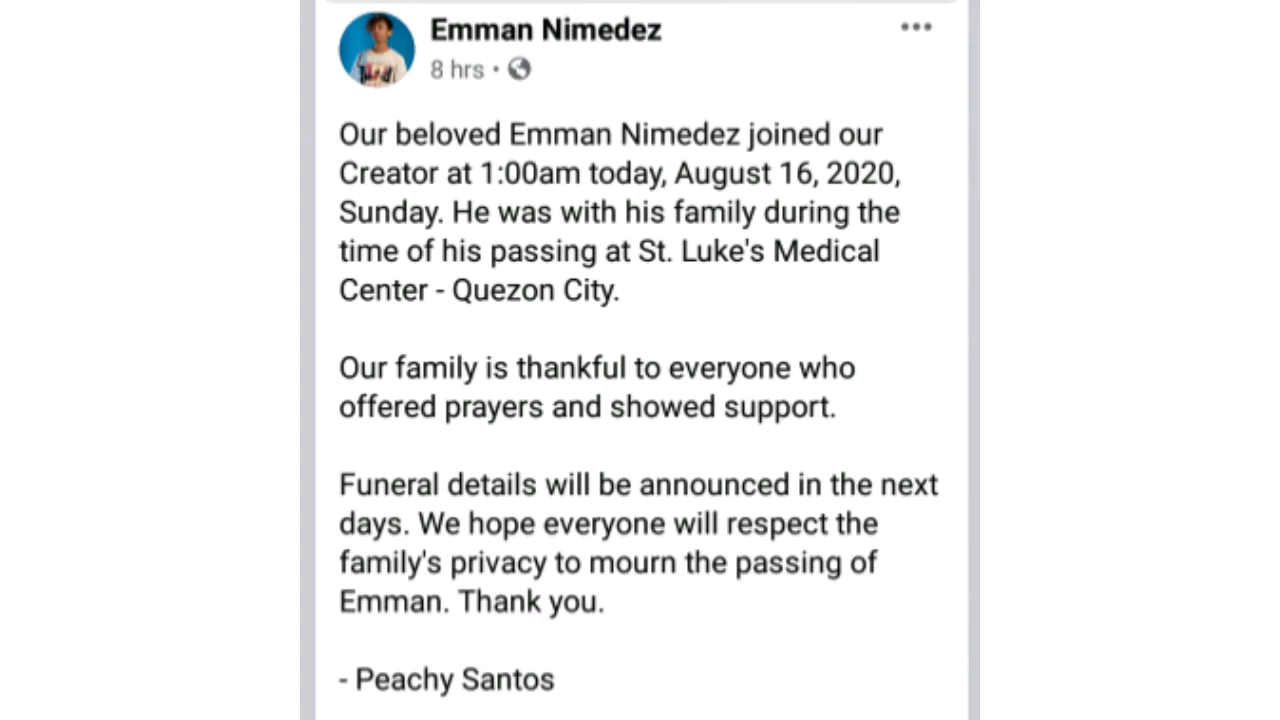 Emman Nimedez
8 hrs •
Our beloved Emman Nimedez joined our
Creator at 1:00am today, August 16, 2020,
Sunday. He was with his family during the
time of his passing at St. Luke's Medical
Center - Quezon City.
Our family is thankful to everyone who
offered prayers and showed support.
Funeral details will be announced in the next
days. We hope everyone will respect the
family's privacy to mourn the passing of
Emman. Thank you.
- Peachy Santos